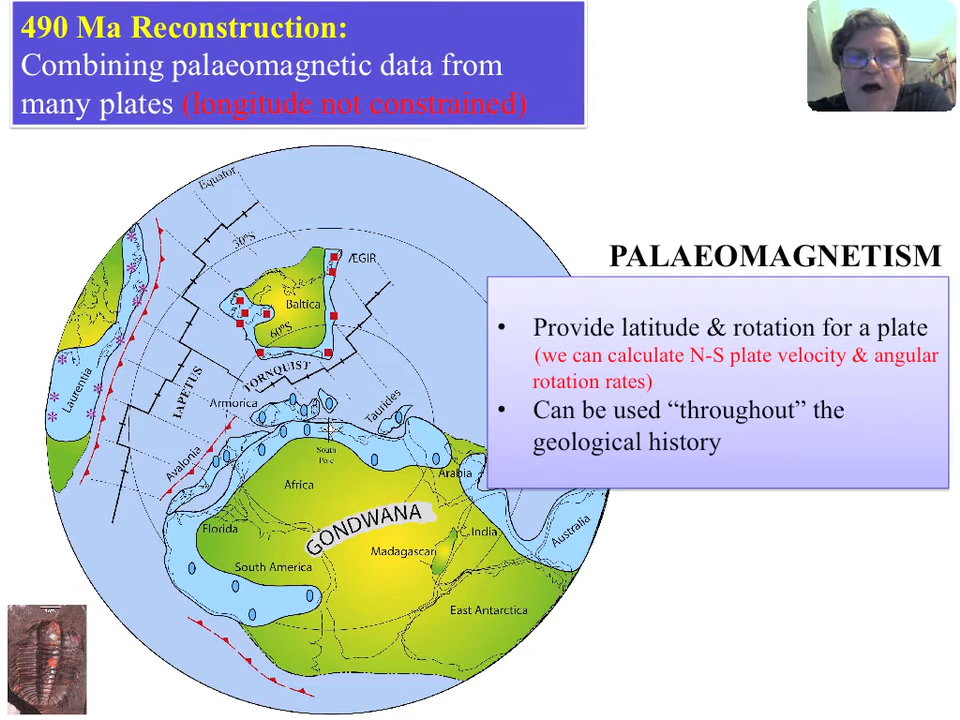 490 Ma Reconstruction:
Combining palaeomagnetic data from
many plates (longitude not constrained)
Equator
30°S
ÆGIR
Baltica
60°S
PALAEOMAGNETISM
• Provide latitude & rotation for a plate
(we can calculate N-S plate velocity & angular
rotation rates)
• Can be used “throughout” the
geological history
Laurentia
IAPETUS
TORNQUIST
Armorica
Taurides
Avalonia
South
Pole
Africa
Arabia
GONDWANA
Florida
C. India
Australia
Madagascar
South America
East Antarctica